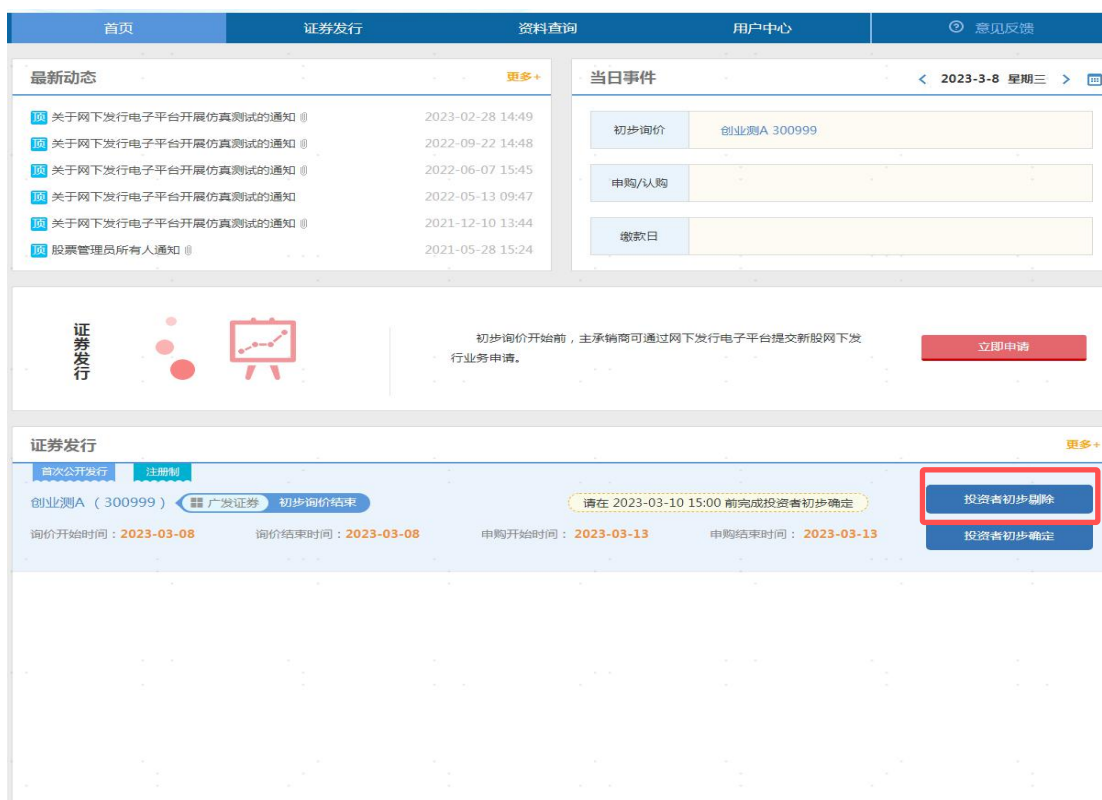 首页 证券发行 资料查询 用户中心 意见反馈
最新动态 更多+
顶 关于网下发行电子平台开展仿真测试的通知 2023-02-28 14:49
顶 关于网下发行电子平台开展仿真测试的通知 2022-09-22 14:48
顶 关于网下发行电子平台开展仿真测试的通知 2022-06-07 15:45
顶 关于网下发行电子平台开展仿真测试的通知 2022-05-13 09:47
顶 关于网下发行电子平台开展仿真测试的通知 2021-12-10 13:44
顶 股票管理员所有人通知 2021-05-28 15:24
当日事件 < 2023-3-8 星期三 >
初步询价 创业测A 300999
申购/认购
缴款日
证券发行
初步询价开始前，主承销商可通过网下发行电子平台提交新股网下发
行业务申请。
立即申请
证券发行 更多+
首次公开发行 注册制
创业测A （300999） 广发证券 初步询价结束 请在 2023-03-10 15:00 前完成投资者初步确定 投资者初步剔除
询价开始时间：2023-03-08 询价结束时间：2023-03-08 申购开始时间： 2023-03-13 申购结束时间： 2023-03-13 投资者初步确定